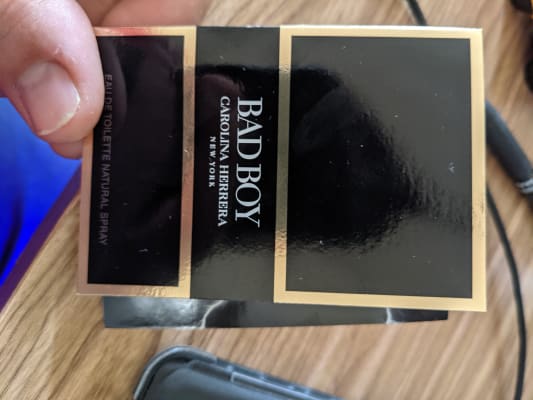 BAD BOY
CAROLINA HERRERA
NEW YORK
EAU DE TOILETTE NATURAL SPRAY